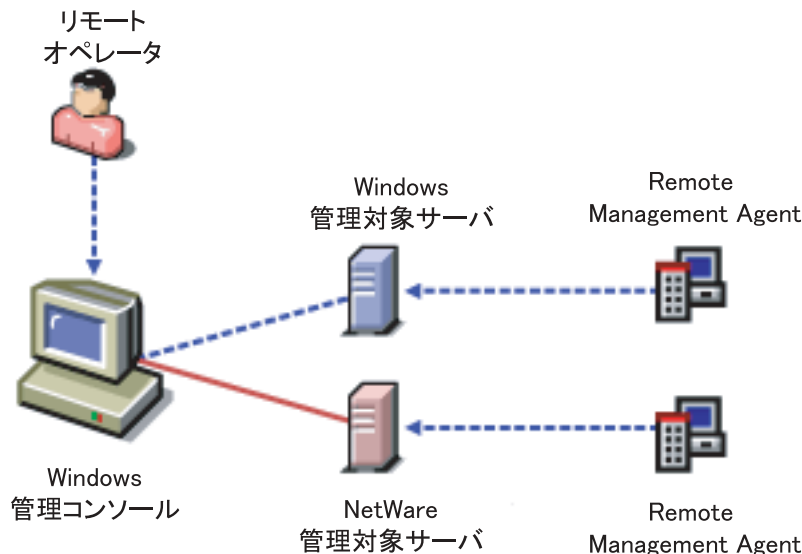 リモート
オペレータ
Windows
管理対象サーバ
Remote
Management Agent
Windows
管理コンソール
NetWare
管理対象サーバ
Remote
Management Agent